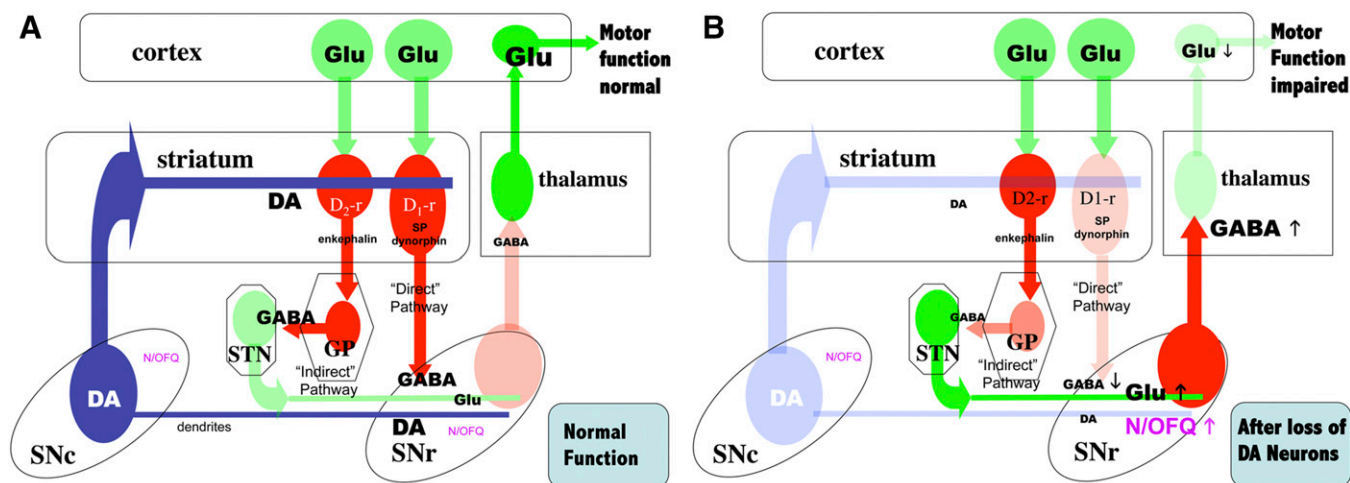 A
cortex
Glu
Glu
Glu
Motor
function
normal
striatum
thalamus
DA
D₂-r
D₁-r
SP
dynorphin
enkephalin
GABA
"Direct"
Pathway
GABA
STN
GP
"Indirect"
Pathway
N/OFQ
DA
GABA
Glu
dendrites
DA
N/OFQ
SNc
SNr
Normal
Function
B
cortex
Glu
Glu
Glu ↓
Motor
Function
impaired
striatum
thalamus
DA
D2-r
D1-r
SP
dynorphin
enkephalin
GABA ↑
"Direct"
Pathway
GABA
STN
GP
"Indirect"
Pathway
N/OFQ
DA
GABA ↓
Glu ↑
DA
N/OFQ ↑
SNc
SNr
After loss of
DA Neurons